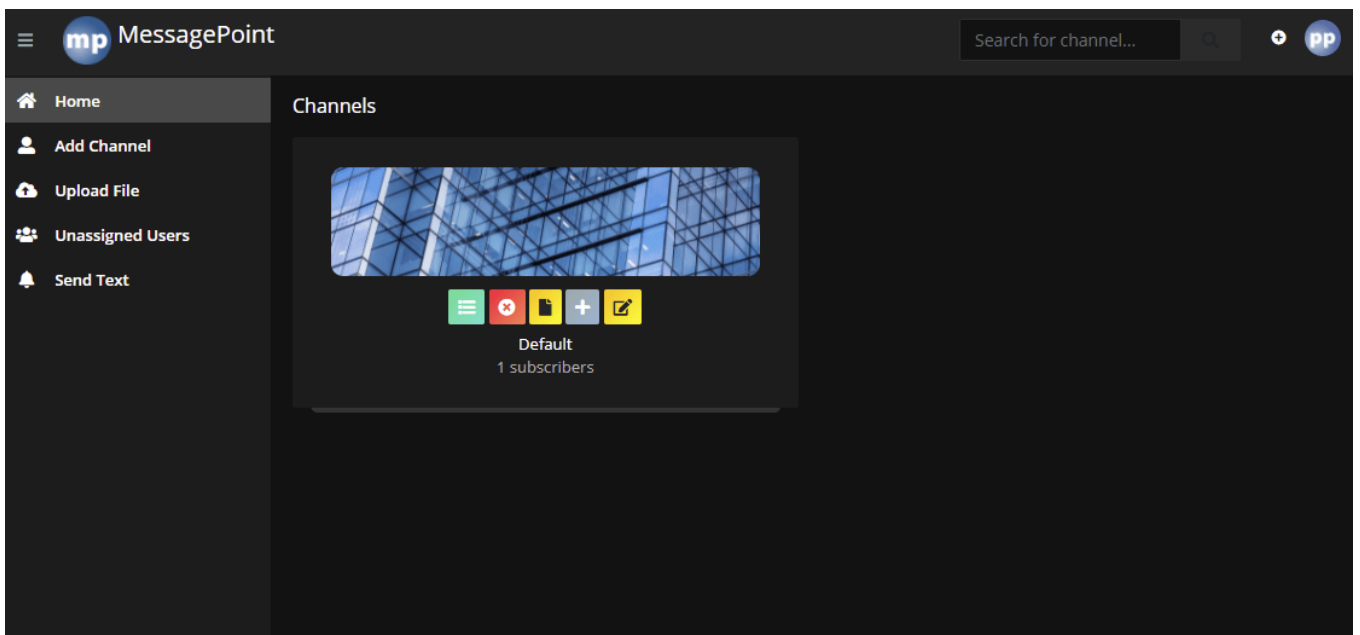 mp MessagePoint
Search for channel...
pp
Home
Add Channel
Upload File
Unassigned Users
Send Text
Channels
Default
1 subscribers